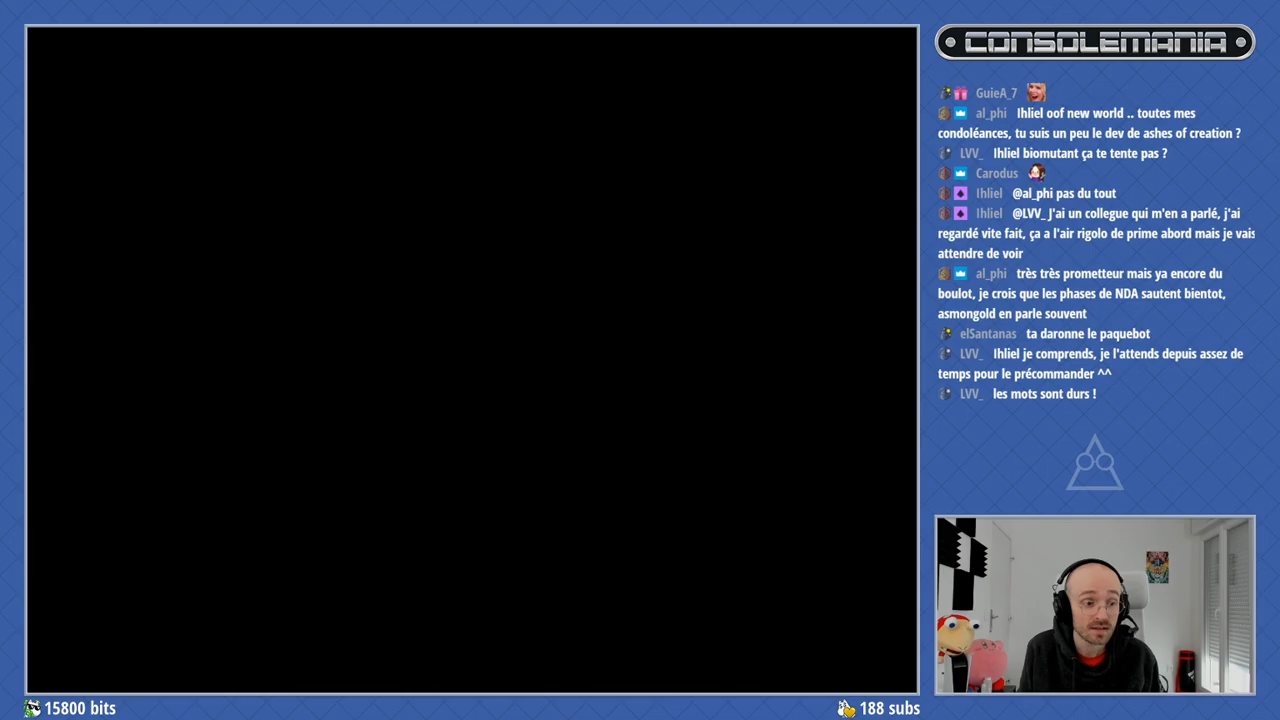 CONSOLEMANIA
GuieA_7
al_phi Ihliel oof new world .. toutes mes
condoléances, tu suis un peu le dev de ashes of creation ?
LVV_ Ihliel biomutant ça te tente pas ?
Carodus
Ihliel @al_phi pas du tout
Ihliel @LVV_ J'ai un collegue qui m'en a parlé, j'ai
regardé vite fait, ça a l'air rigolo de prime abord mais je vais
attendre de voir
al_phi très très prometteur mais ya encore du
boulot, je crois que les phases de NDA sautent bientot,
asmongold en parle souvent
elSantanas ta daronne le paquebot
LVV_ Ihliel je comprends, je l'attends depuis assez de
temps pour le précommander ^^
LVV_ les mots sont durs !
15800 bits
188 subs